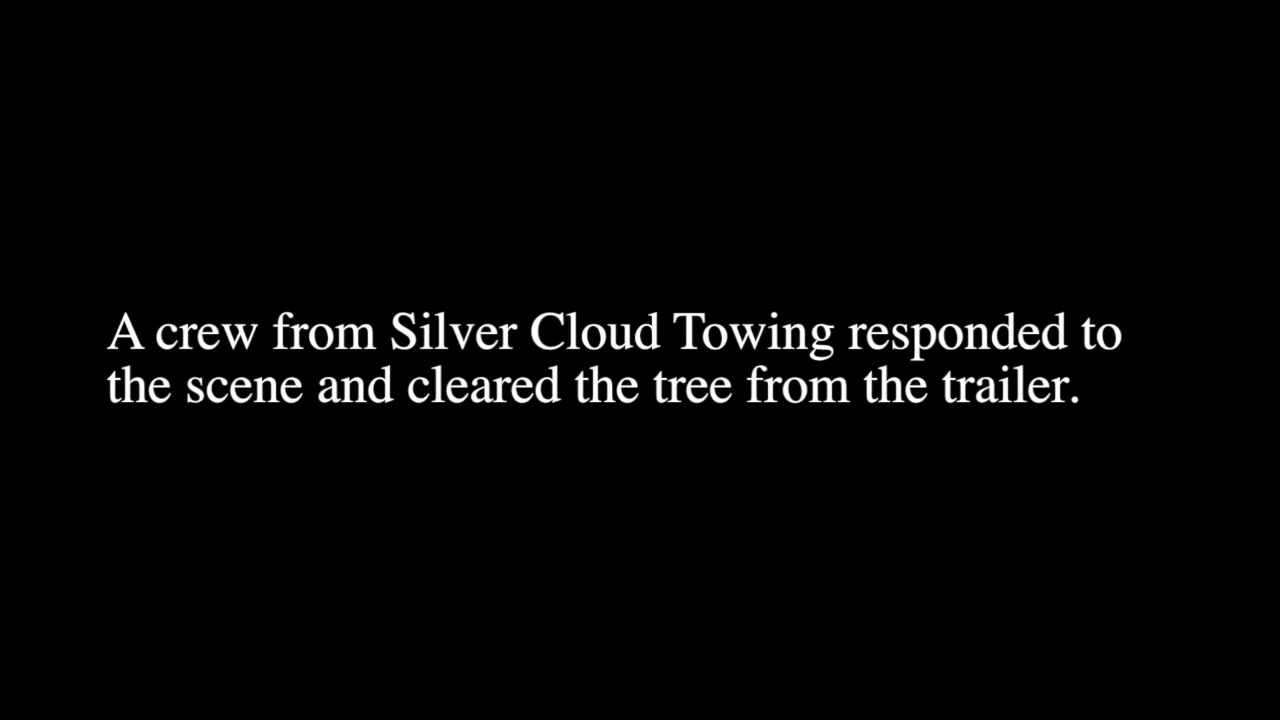 A crew from Silver Cloud Towing responded to
the scene and cleared the tree from the trailer.